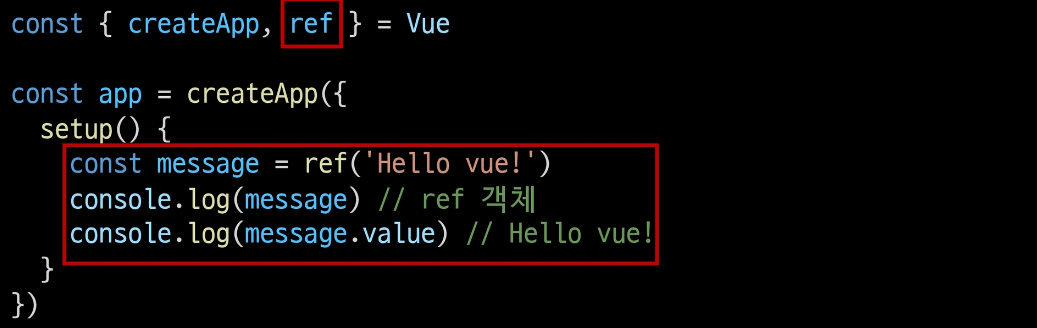 const { createApp, ref } = Vue
const app = createApp({
setup() {
const message = ref('Hello vue!')
console.log(message) // ref 객체
console.log(message.value) // Hello vue!
}
})